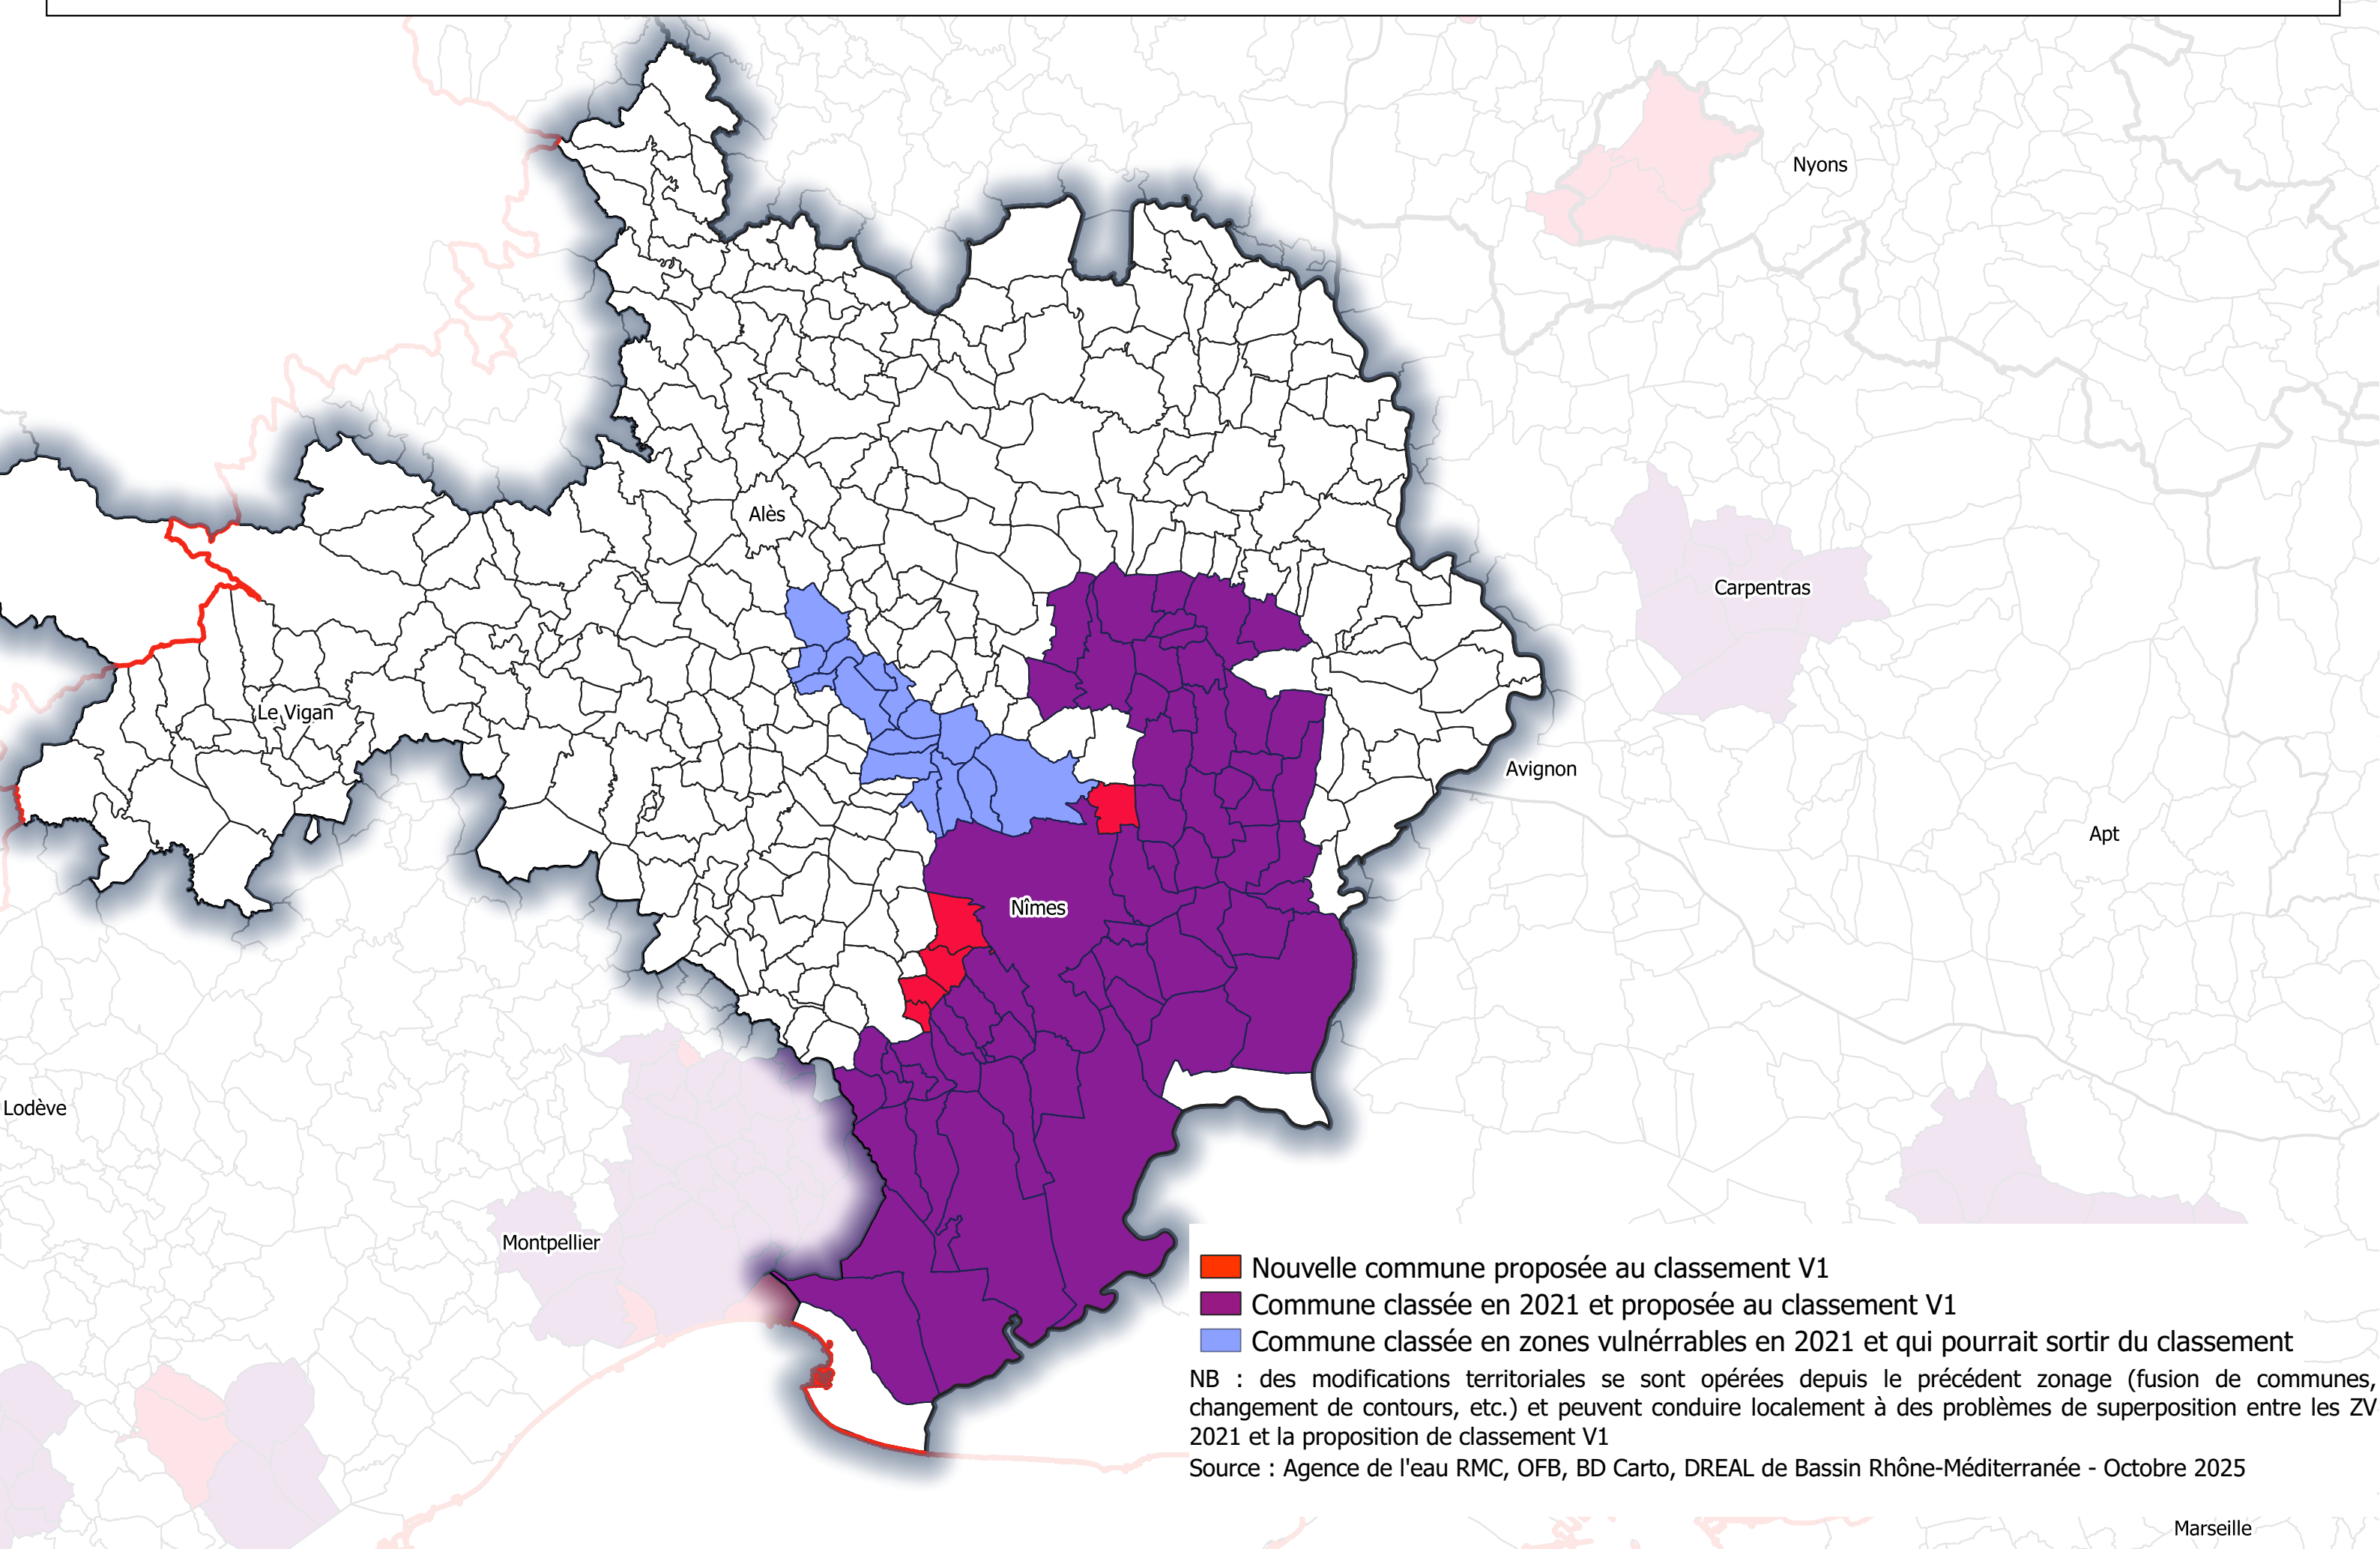 Nyons
Alès
Carpentras
Le Vigan
Avignon
Apt
Nîmes
Lodève
Montpellier
Nouvelle commune proposée au classement V1
Commune classée en 2021 et proposée au classement V1
Commune classée en zones vulnérrables en 2021 et qui pourrait sortir du classement
NB : des modifications territoriales se sont opérées depuis le précédent zonage (fusion de communes,
changement de contours, etc.) et peuvent conduire localement à des problèmes de superposition entre les ZV
2021 et la proposition de classement V1
Source : Agence de l'eau RMC, OFB, BD Carto, DREAL de Bassin Rhône-Méditerranée - Octobre 2025
Marseille